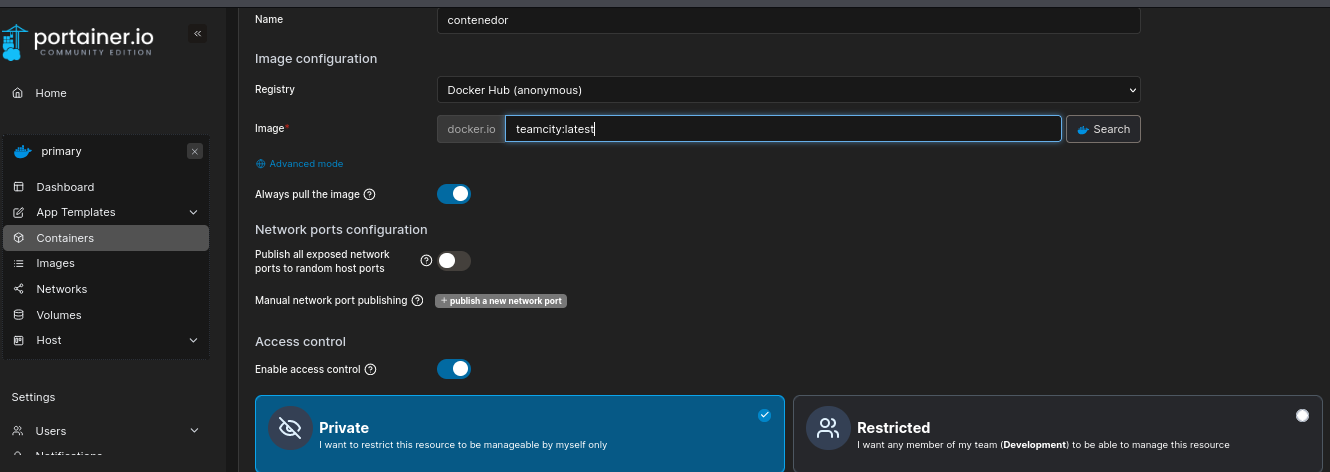 portainer.io
COMMUNITY EDITION
«
Home
primary
Dashboard
App Templates
Containers
Images
Networks
Volumes
Host
Settings
Users
Notifications
Name
contenedor
Image configuration
Registry
Docker Hub (anonymous)
Image*
docker.io
teamcity:latest
Search
Advanced mode
Always pull the image
Network ports configuration
Publish all exposed network
ports to random host ports
Manual network port publishing
+ publish a new network port
Access control
Enable access control
Private
I want to restrict this resource to be manageable by myself only
Restricted
I want any member of my team (Development) to be able to manage this resource